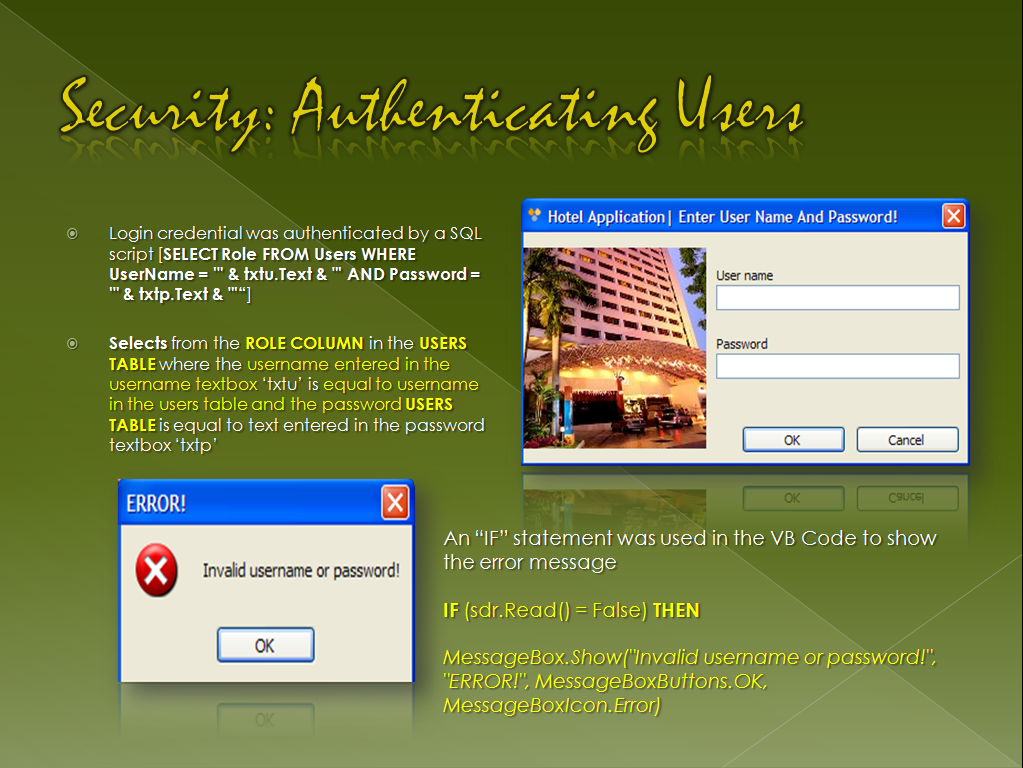 Security: Authenticating Users
Login credential was authenticated by a SQL
script [SELECT Role FROM Users WHERE
UserName = '" & txtu.Text & "' AND Password =
'" & txtp.Text & "'“]
Selects from the ROLE COLUMN in the USERS
TABLE where the username entered in the
username textbox ‘txtu’ is equal to username
in the users table and the password USERS
TABLE is equal to text entered in the password
textbox ‘txtp’
Hotel Application| Enter User Name And Password!
User name
Password
OK Cancel
ERROR!
Invalid username or password!
OK
An “IF” statement was used in the VB Code to show
the error message
IF (sdr.Read() = False) THEN
MessageBox.Show("Invalid username or password!",
"ERROR!", MessageBoxButtons.OK,
MessageBoxIcon.Error)